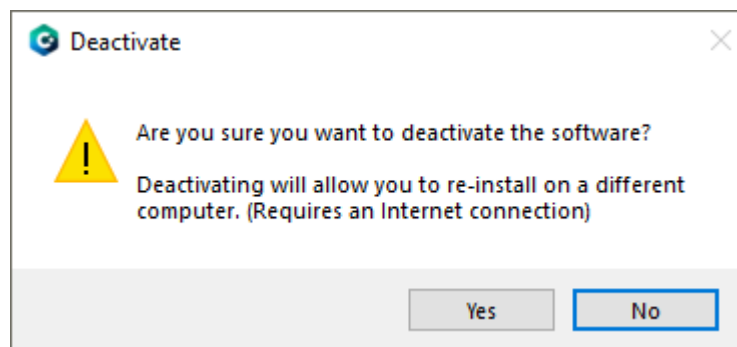 Deactivate
Are you sure you want to deactivate the software?
Deactivating will allow you to re-install on a different
computer. (Requires an Internet connection)
Yes
No